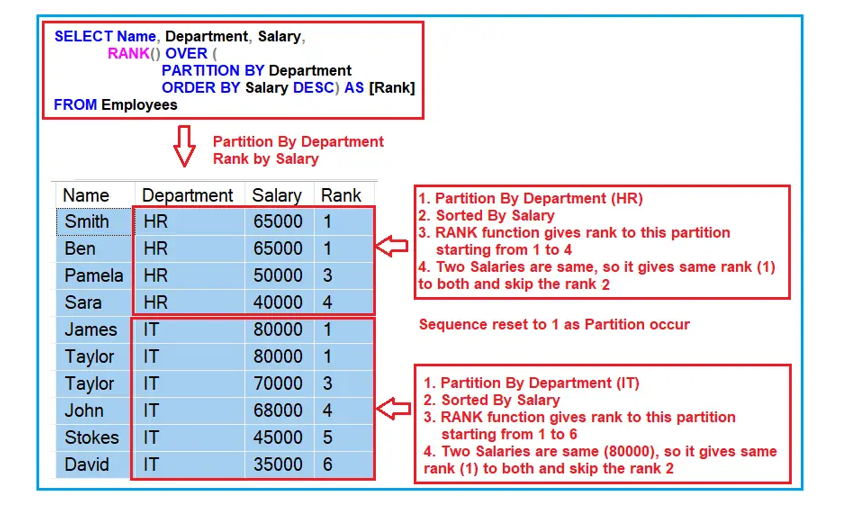 SELECT Name, Department, Salary,
RANK() OVER (
PARTITION BY Department
ORDER BY Salary DESC) AS [Rank]
FROM Employees
Partition By Department
Rank by Salary
Name Department Salary Rank
Smith HR 65000 1
Ben HR 65000 1
Pamela HR 50000 3
Sara HR 40000 4
James IT 80000 1
Taylor IT 80000 1
Taylor IT 70000 3
John IT 68000 4
Stokes IT 45000 5
David IT 35000 6
1. Partition By Department (HR)
2. Sorted By Salary
3. RANK function gives rank to this partition
starting from 1 to 4
4. Two Salaries are same, so it gives same rank (1)
to both and skip the rank 2
Sequence reset to 1 as Partition occur
1. Partition By Department (IT)
2. Sorted By Salary
3. RANK function gives rank to this partition
starting from 1 to 6
4. Two Salaries are same (80000), so it gives same
rank (1) to both and skip the rank 2